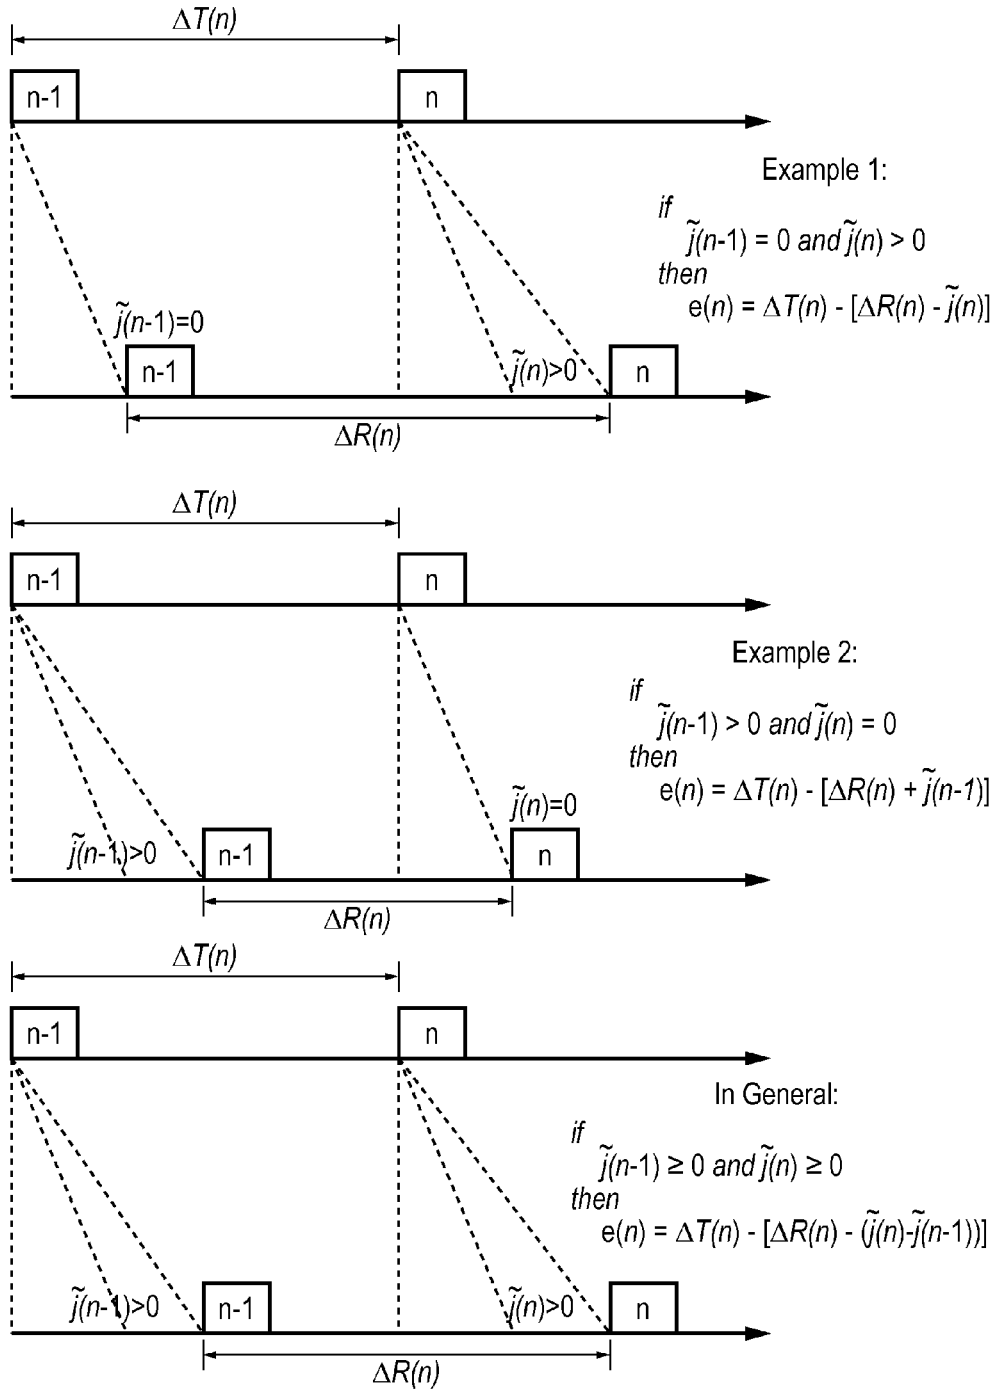 ΔT(n)
n-1
n
Example 1:
if
j̃(n-1) = 0 and j̃(n) > 0
then
e(n) = ΔT(n) - [ΔR(n) - j̃(n)]
j̃(n-1)=0
n-1
j̃(n)>0
n
ΔR(n)
ΔT(n)
n-1
n
Example 2:
if
j̃(n-1) > 0 and j̃(n) = 0
then
e(n) = ΔT(n) - [ΔR(n) + j̃(n-1)]
j̃(n)=0
j̃(n-1)>0
n-1
n
ΔR(n)
ΔT(n)
n-1
n
In General:
if
j̃(n-1) ≥ 0 and j̃(n) ≥ 0
then
e(n) = ΔT(n) - [ΔR(n) - (j̃(n)-j̃(n-1))]
j̃(n-1)>0
n-1
j̃(n)>0
n
ΔR(n)